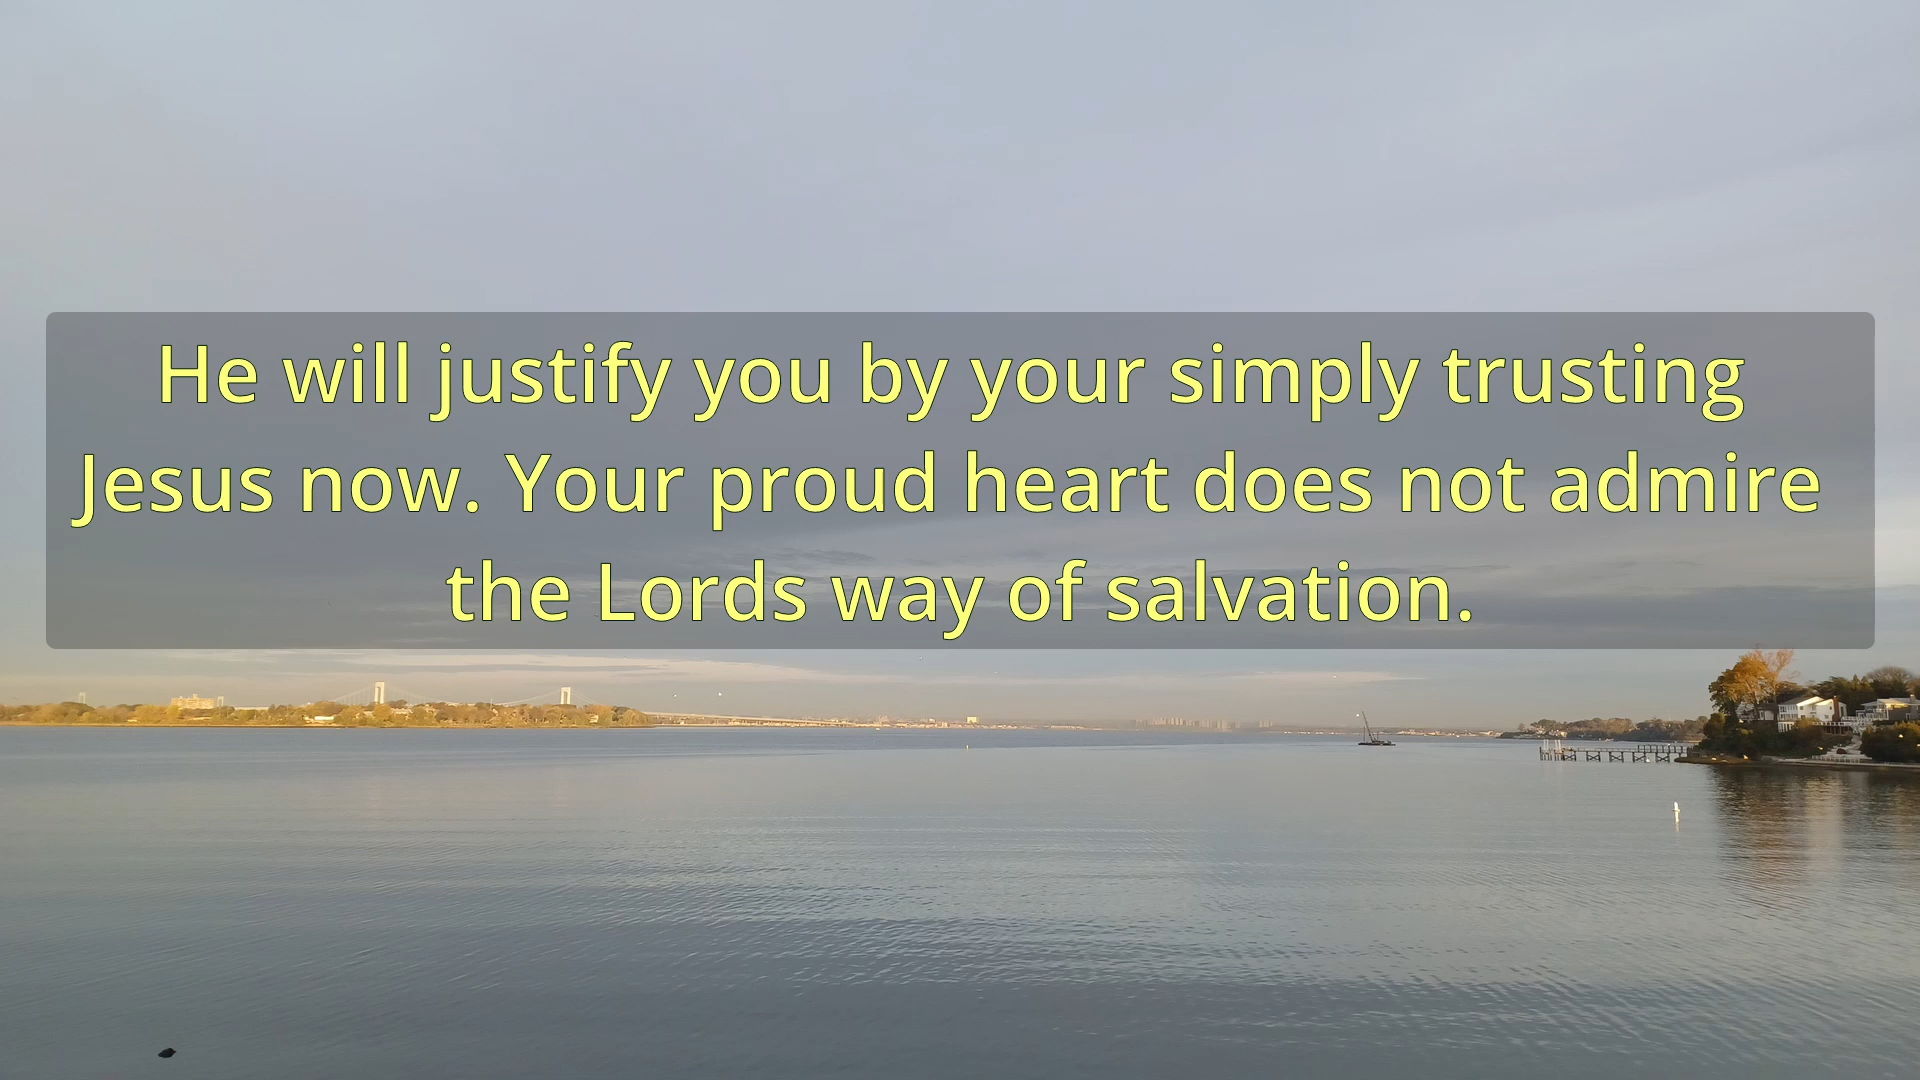 He will justify you by your simply trusting
Jesus now. Your proud heart does not admire
the Lords way of salvation.